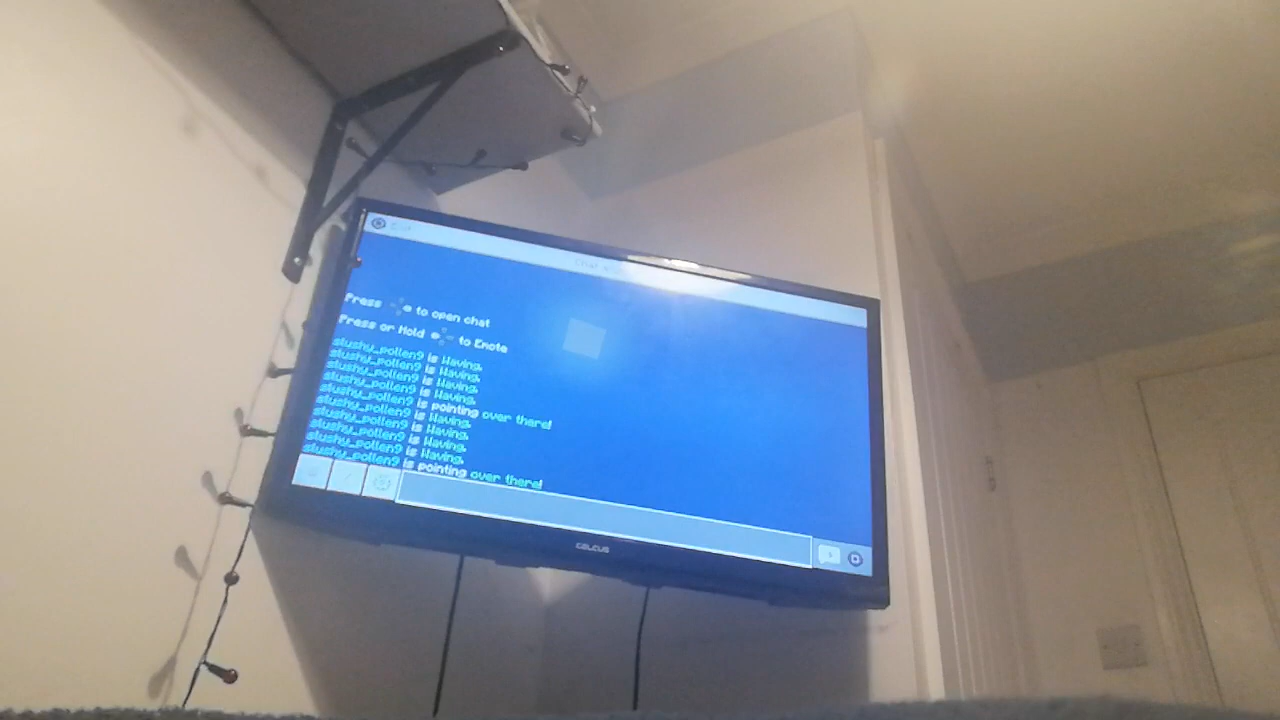 Exit
Chat
Press to open chat
Press or Hold to Emote
slushy_pollen9 is Waving.
slushy_pollen9 is Waving.
slushy_pollen9 is Waving.
slushy_pollen9 is Waving.
slushy_pollen9 is pointing over there!
slushy_pollen9 is Waving.
slushy_pollen9 is Waving.
slushy_pollen9 is Waving.
slushy_pollen9 is Waving.
slushy_pollen9 is pointing over there!
CELCUS